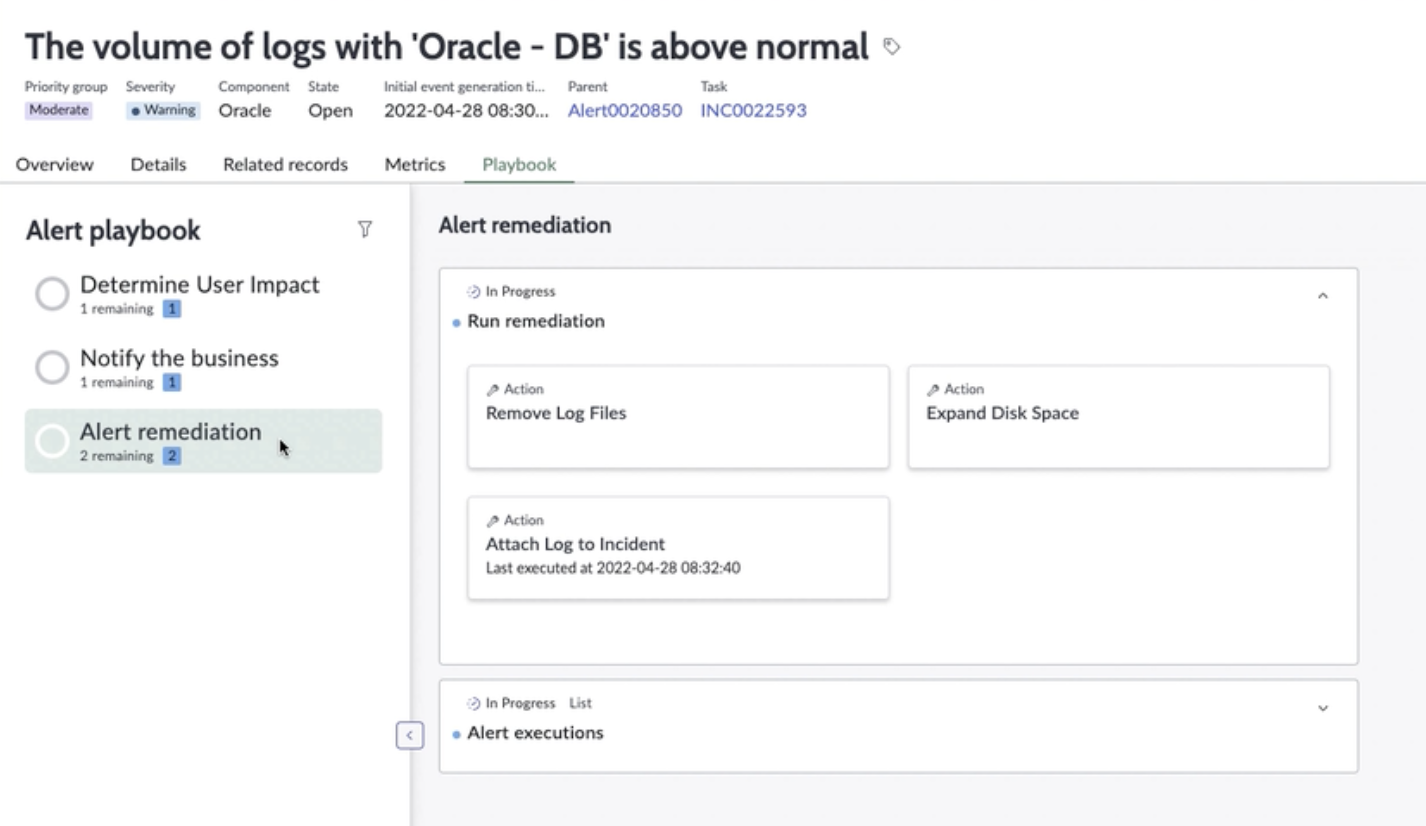 The volume of logs with 'Oracle - DB' is above normal
Priority group Severity Component State Initial event generation ti... Parent Task
Moderate Warning Oracle Open 2022-04-28 08:30... Alert0020850 INC0022593
Overview Details Related records Metrics Playbook
Alert playbook
Determine User Impact
1 remaining 1
Notify the business
1 remaining 1
Alert remediation
2 remaining 2
Alert remediation
In Progress
Run remediation
Action
Remove Log Files
Action
Expand Disk Space
Action
Attach Log to Incident
Last executed at 2022-04-28 08:32:40
In Progress List
Alert executions